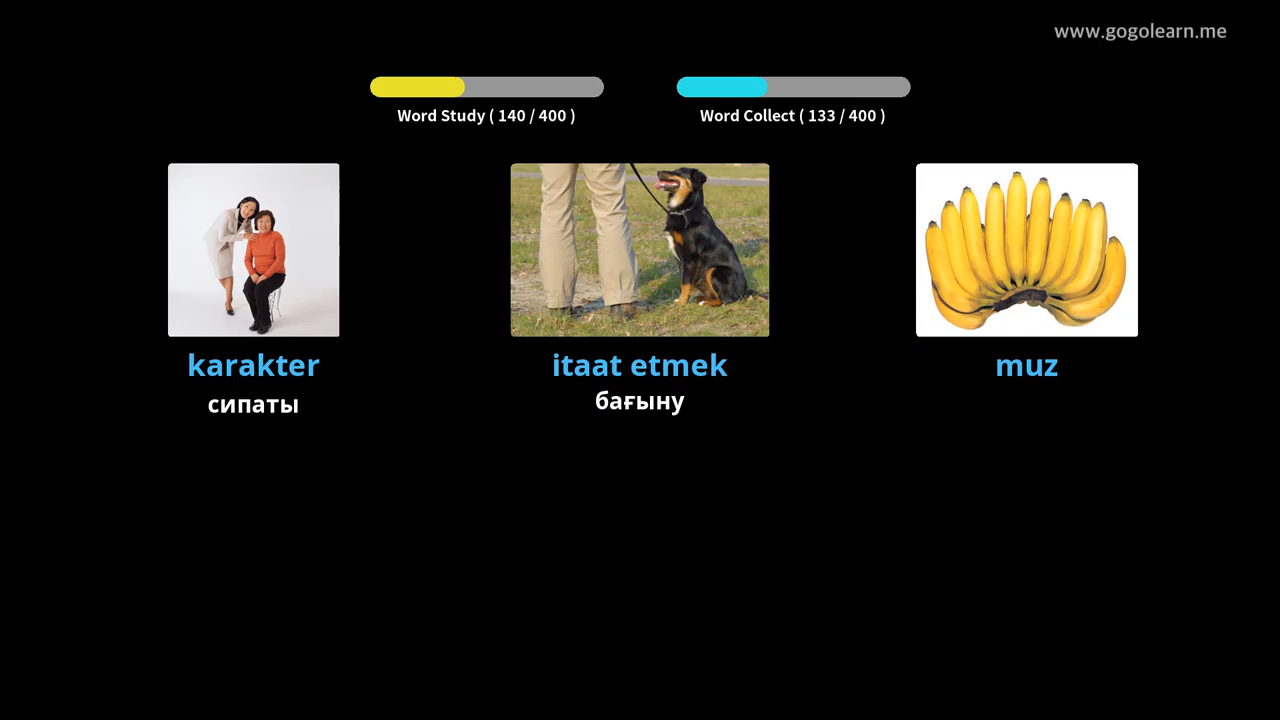 www.gogolearn.me
Word Study ( 140 / 400 )
Word Collect ( 133 / 400 )
karakter
сипаты
itaat etmek
бағыну
muz